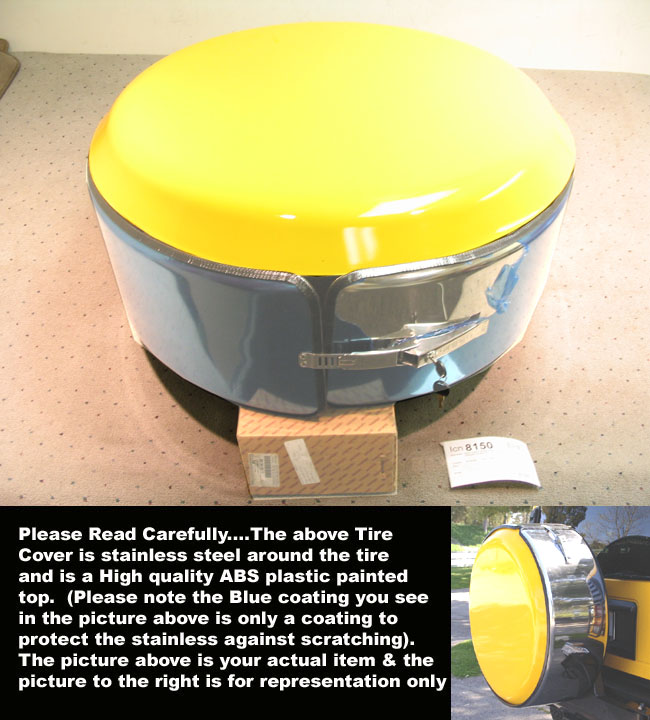 lcn 8150
Please Read Carefully....The above Tire
Cover is stainless steel around the tire
and is a High quality ABS plastic painted
top.  (Please note the Blue coating you see
in the picture above is only a coating to
protect the stainless against scratching).
The picture above is your actual item & the
picture to the right is for representation only